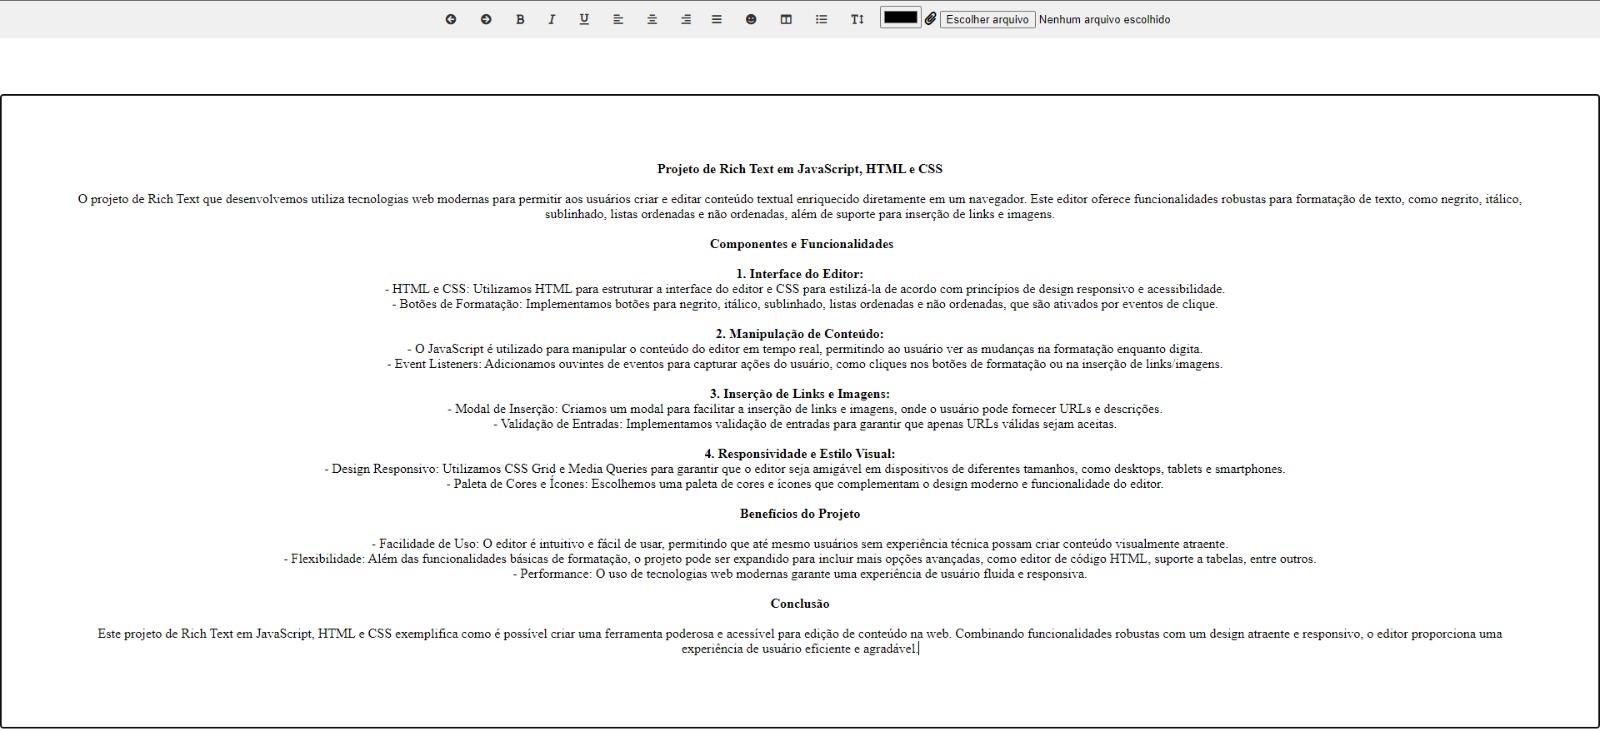 B I U T Escolher arquivo Nenhum arquivo escolhido
Projeto de Rich Text em JavaScript, HTML e CSS
O projeto de Rich Text que desenvolvemos utiliza tecnologias web modernas para permitir aos usuários criar e editar conteúdo textual enriquecido diretamente em um navegador. Este editor oferece funcionalidades robustas para formatação de texto, como negrito, itálico,
sublinhado, listas ordenadas e não ordenadas, além de suporte para inserção de links e imagens.
Componentes e Funcionalidades
1. Interface do Editor:
- HTML e CSS: Utilizamos HTML para estruturar a interface do editor e CSS para estilizá-la de acordo com princípios de design responsivo e acessibilidade.
- Botões de Formatação: Implementamos botões para negrito, itálico, sublinhado, listas ordenadas e não ordenadas, que são ativados por eventos de clique.
2. Manipulação de Conteúdo:
- O JavaScript é utilizado para manipular o conteúdo do editor em tempo real, permitindo ao usuário ver as mudanças na formatação enquanto digita.
- Event Listeners: Adicionamos ouvintes de eventos para capturar ações do usuário, como cliques nos botões de formatação ou na inserção de links/imagens.
3. Inserção de Links e Imagens:
- Modal de Inserção: Criamos um modal para facilitar a inserção de links e imagens, onde o usuário pode fornecer URLs e descrições.
- Validação de Entradas: Implementamos validação de entradas para garantir que apenas URLs válidas sejam aceitas.
4. Responsividade e Estilo Visual:
- Design Responsivo: Utilizamos CSS Grid e Media Queries para garantir que o editor seja amigável em dispositivos de diferentes tamanhos, como desktops, tablets e smartphones.
- Paleta de Cores e Ícones: Escolhemos uma paleta de cores e ícones que complementam o design moderno e funcionalidade do editor.
Benefícios do Projeto
- Facilidade de Uso: O editor é intuitivo e fácil de usar, permitindo que até mesmo usuários sem experiência técnica possam criar conteúdo visualmente atraente.
- Flexibilidade: Além das funcionalidades básicas de formatação, o projeto pode ser expandido para incluir mais opções avançadas, como editor de código HTML, suporte a tabelas, entre outros.
- Performance: O uso de tecnologias web modernas garante uma experiência de usuário fluida e responsiva.
Conclusão
Este projeto de Rich Text em JavaScript, HTML e CSS exemplifica como é possível criar uma ferramenta poderosa e acessível para edição de conteúdo na web. Combinando funcionalidades robustas com um design atraente e responsivo, o editor proporciona uma
experiência de usuário eficiente e agradável.